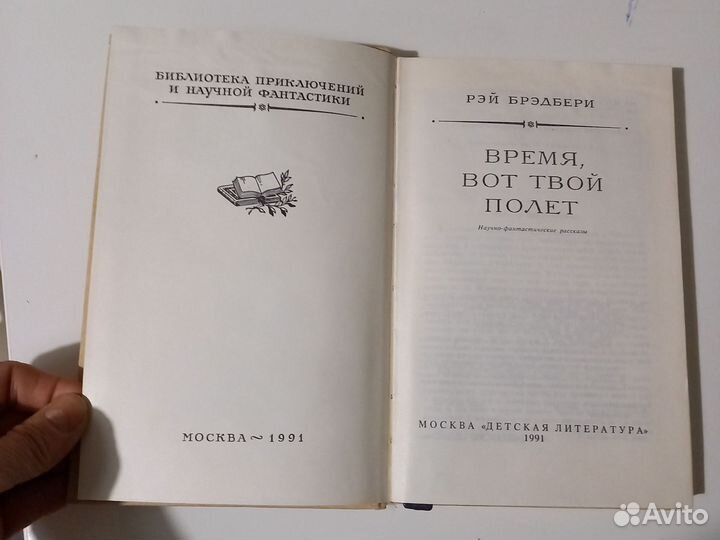 БИБЛИОТЕКА ПРИКЛЮЧЕНИЙ
И НАУЧНОЙ ФАНТАСТИКИ
МОСКВА ~ 1991
РЭЙ БРЭДБЕРИ
ВРЕМЯ,
ВОТ ТВОЙ
ПОЛЕТ
Научно-фантастические рассказы
МОСКВА «ДЕТСКАЯ ЛИТЕРАТУРА»
1991
Avito